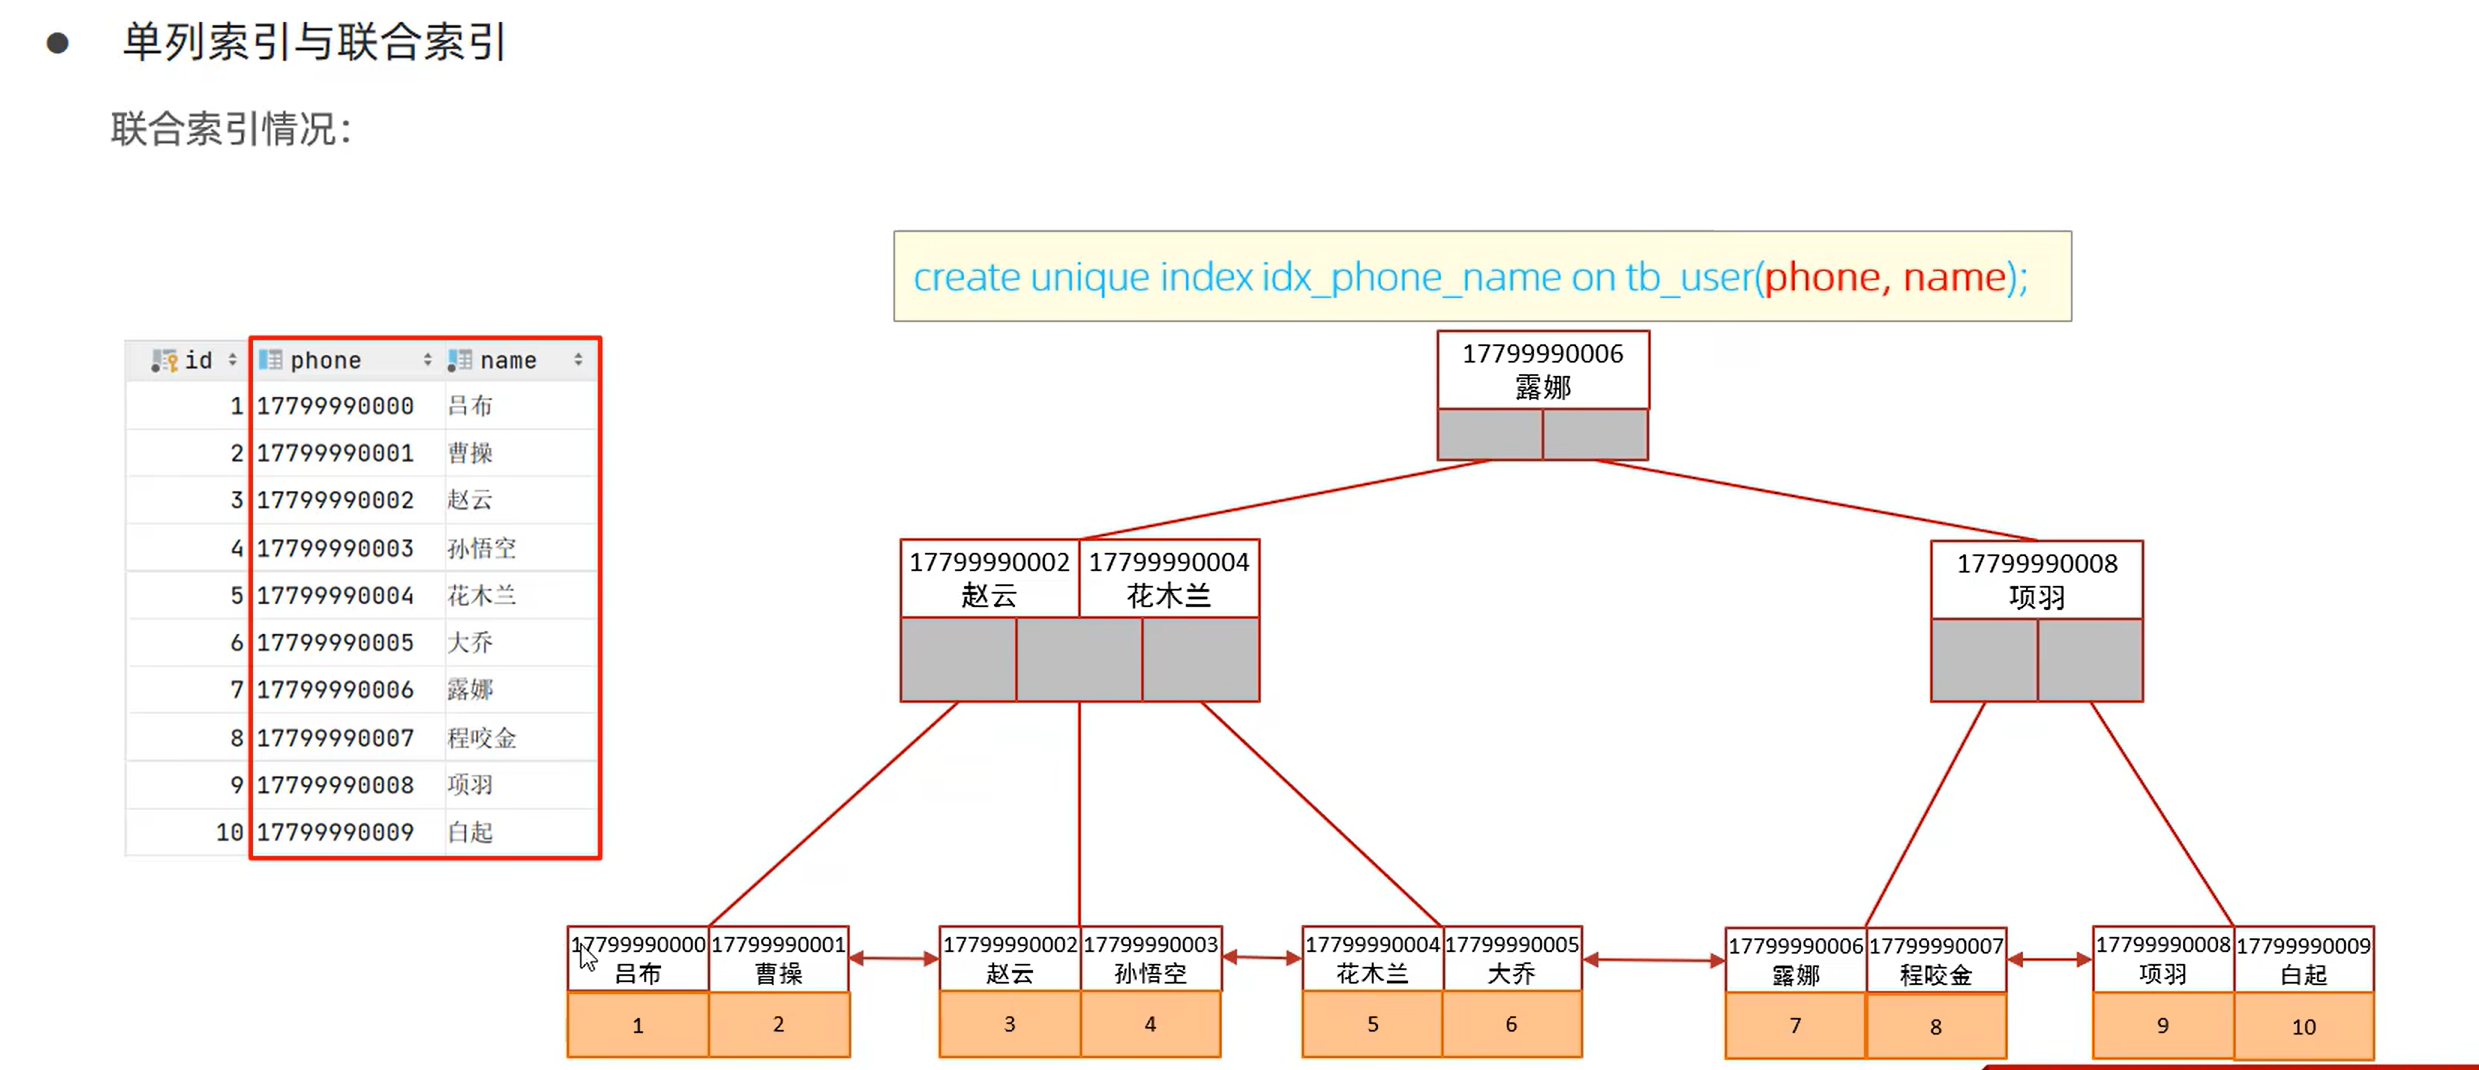 单列索引与联合索引
联合索引情况：
create unique index idx_phone_name on tb_user(phone, name);
id phone name
1 17799990000 吕布
2 17799990001 曹操
3 17799990002 赵云
4 17799990003 孙悟空
5 17799990004 花木兰
6 17799990005 大乔
7 17799990006 露娜
8 17799990007 程咬金
9 17799990008 项羽
10 17799990009 白起
17799990006
露娜
17799990002 17799990004
赵云 花木兰
17799990008
项羽
17799990000 17799990001
吕布 曹操
1 2
17799990002 17799990003
赵云 孙悟空
3 4
17799990004 17799990005
花木兰 大乔
5 6
17799990006 17799990007
露娜 程咬金
7 8
17799990008 17799990009
项羽 白起
9 10